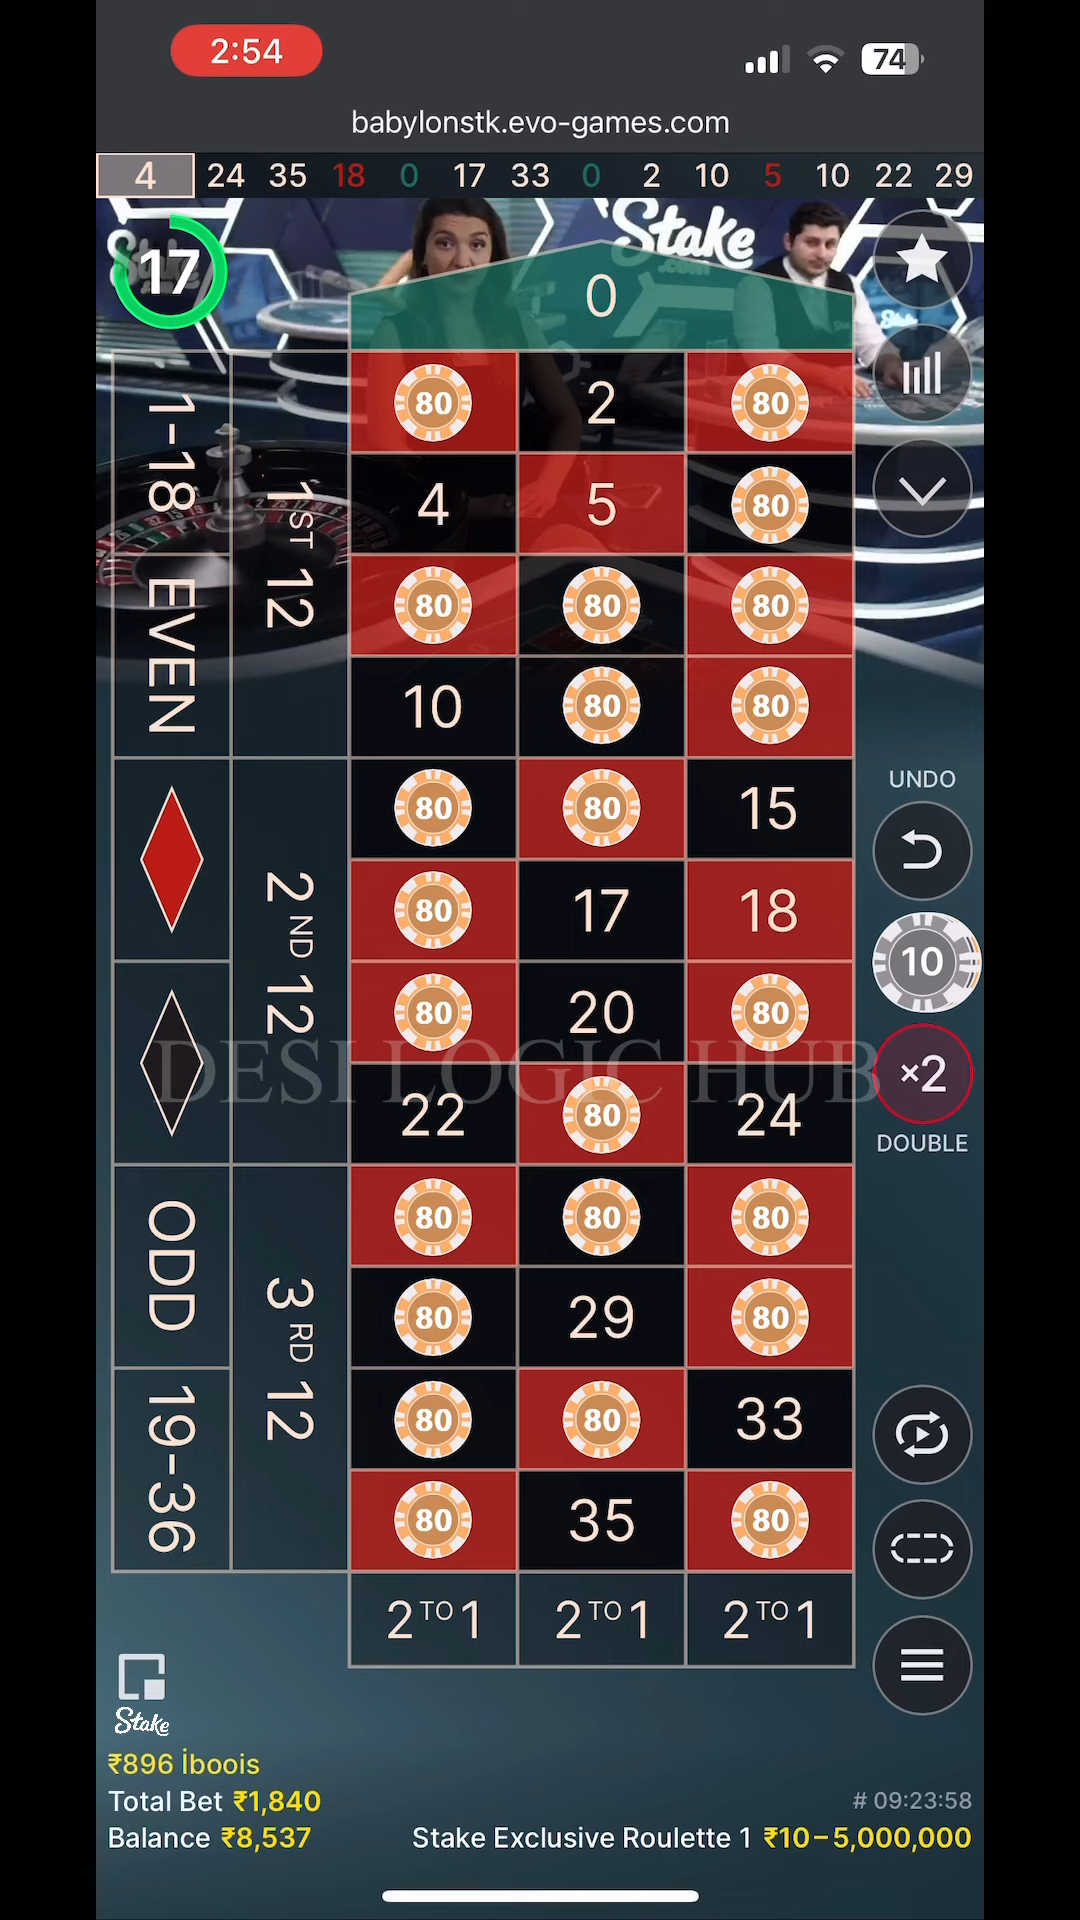 2:54
74
babylonstk.evo-games.com
4 24 35 18 0 17 33 0 2 10 5 10 22 29
Stake
17
Stake
.com
0
80 2 80
4 5 80
80 80 80
10 80 80
80 80 15
80 17 18
80 20 80
22 80 24
80 80 80
80 29 80
80 80 33
80 35 80
2 TO 1 2 TO 1 2 TO 1
1-18
EVEN
ODD
19-36
1ST 12
2ND 12
3RD 12
UNDO
10
×2
DOUBLE
DESI LOGIC HUB
Stake
₹896 İboois
Total Bet ₹1,840
# 09:23:58
Balance ₹8,537
Stake Exclusive Roulette 1 ₹10–5,000,000